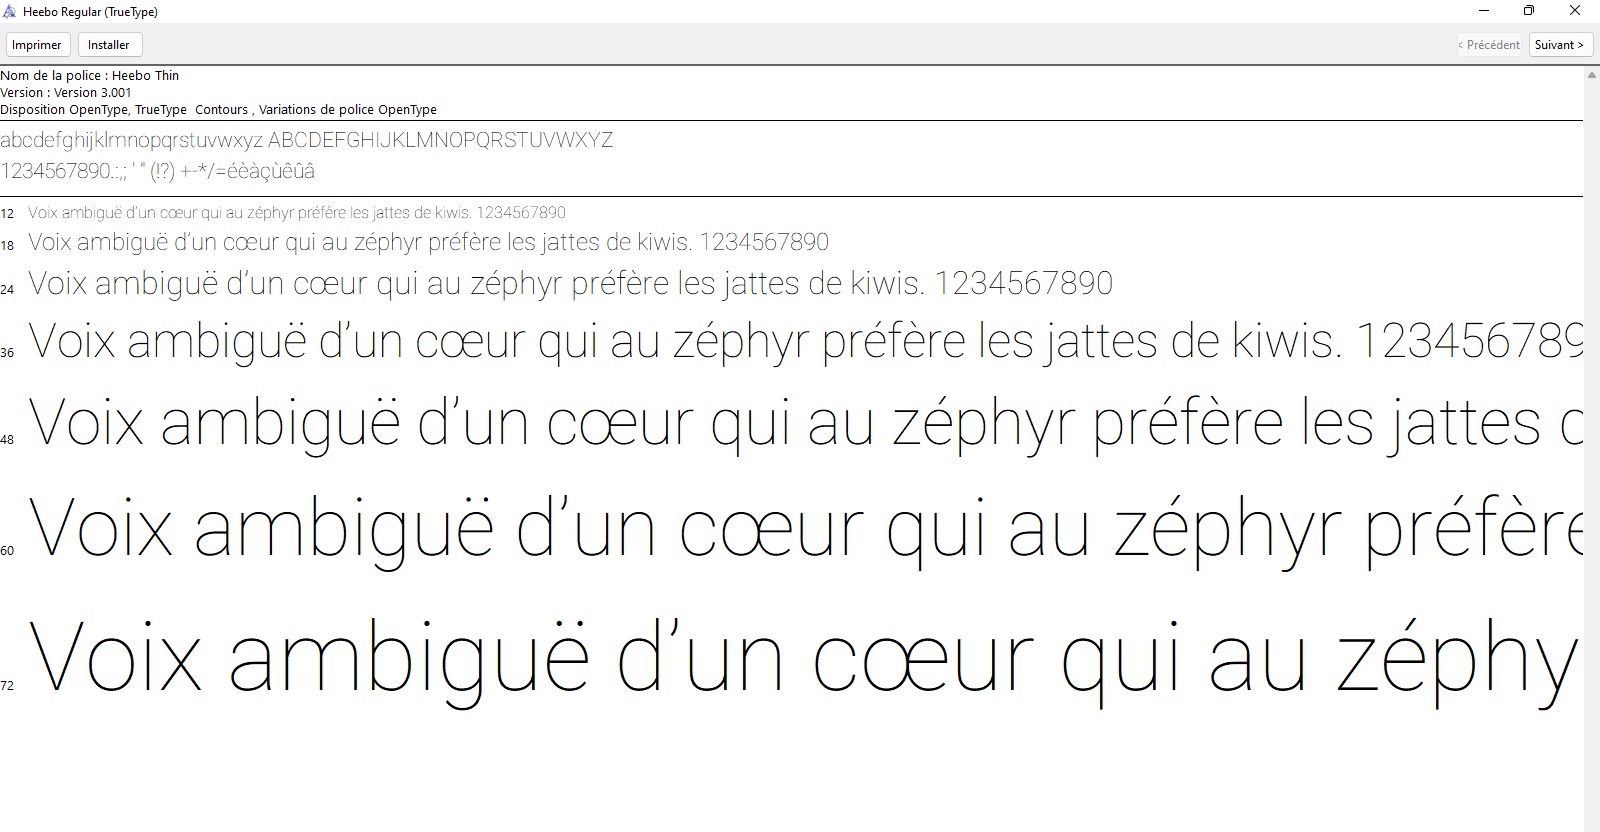 Heebo Regular (TrueType)
Imprimer Installer < Précédent Suivant >
Nom de la police : Heebo Thin
Version : Version 3.001
Disposition OpenType, TrueType Contours , Variations de police OpenType
abcdefghijklmnopqrstuvwxyz ABCDEFGHIJKLMNOPQRSTUVWXYZ
1234567890.:,; ' " (!?) +-*/=éèàçùêûâ
12 Voix ambiguë d’un cœur qui au zéphyr préfère les jattes de kiwis. 1234567890
18 Voix ambiguë d’un cœur qui au zéphyr préfère les jattes de kiwis. 1234567890
24 Voix ambiguë d’un cœur qui au zéphyr préfère les jattes de kiwis. 1234567890
36 Voix ambiguë d’un cœur qui au zéphyr préfère les jattes de kiwis. 123456789
48 Voix ambiguë d’un cœur qui au zéphyr préfère les jattes
60 Voix ambiguë d’un cœur qui au zéphyr préfère
72 Voix ambiguë d’un cœur qui au zéphy